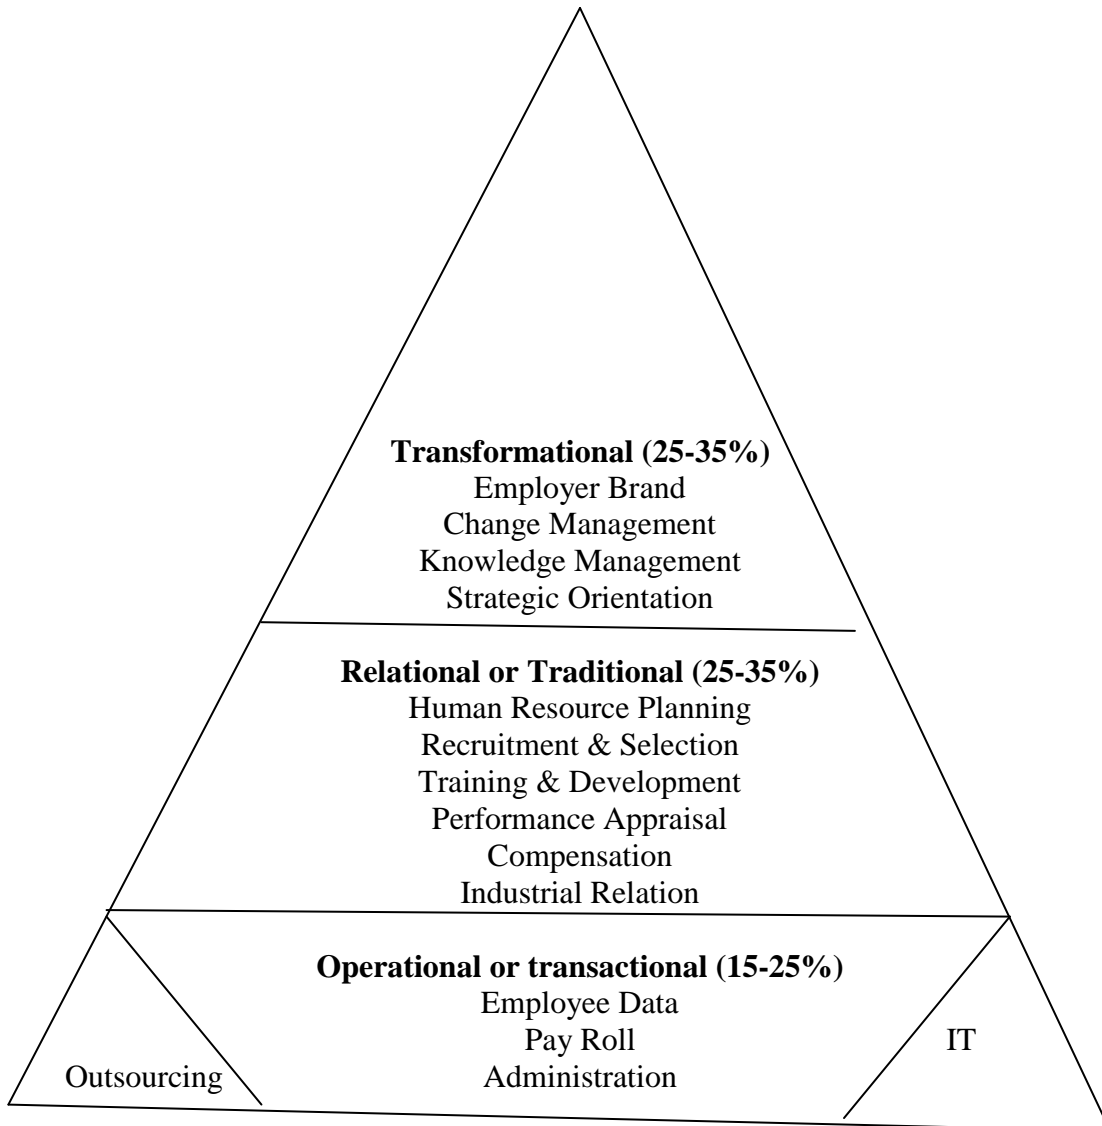 Transformational (25-35%)
Employer Brand
Change Management
Knowledge Management
Strategic Orientation
Relational or Traditional (25-35%)
Human Resource Planning
Recruitment & Selection
Training & Development
Performance Appraisal
Compensation
Industrial Relation
Operational or transactional (15-25%)
Employee Data
Pay Roll
IT
Outsourcing
Administration